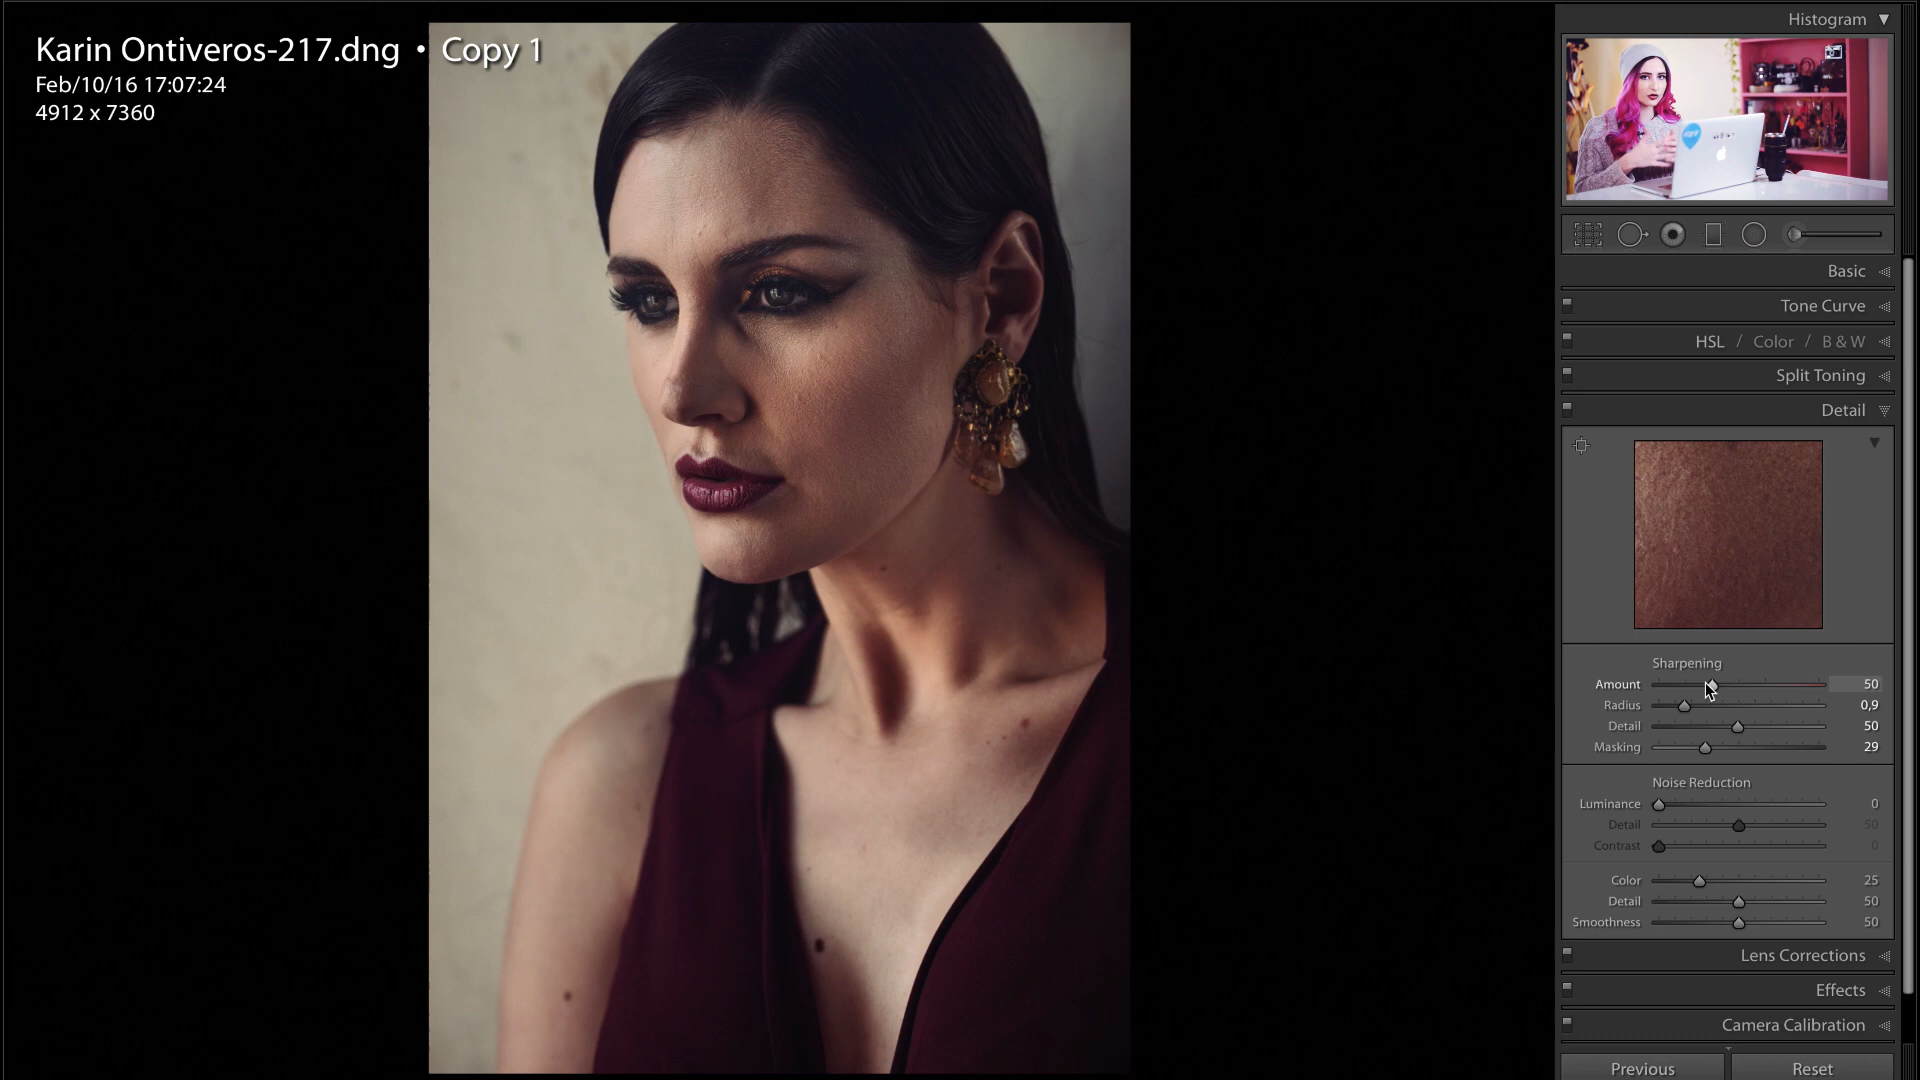 Karin Ontiveros-217.dng • Copy 1
Feb/10/16 17:07:24
4912 x 7360
Histogram
Basic
Tone Curve
HSL / Color / B & W
Split Toning
Detail
Sharpening
Amount 50
Radius 0,9
Detail 50
Masking 29
Noise Reduction
Luminance 0
Detail 50
Contrast 0
Color 25
Detail 50
Smoothness 50
Lens Corrections
Effects
Camera Calibration
Previous Reset